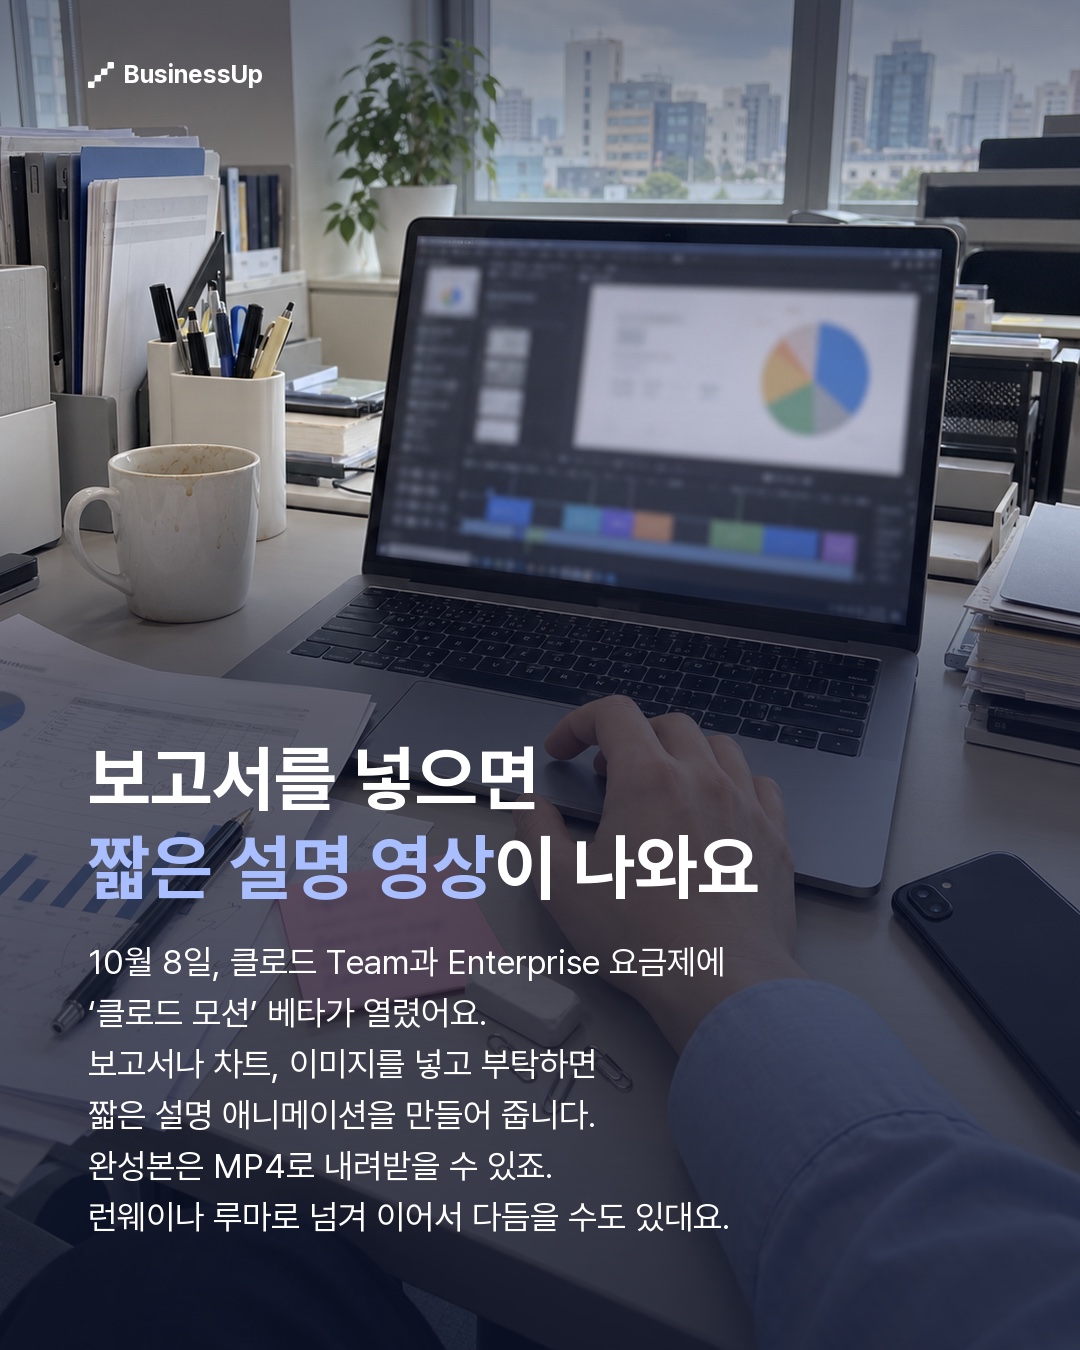 BusinessUp
보고서를 넣으면
짧은 설명 영상이 나와요
10월 8일, 클로드 Team과 Enterprise 요금제에
‘클로드 모션’ 베타가 열렸어요.
보고서나 차트, 이미지를 넣고 부탁하면
짧은 설명 애니메이션을 만들어 줍니다.
완성본은 MP4로 내려받을 수 있죠.
런웨이나 루마로 넘겨 이어서 다듬을 수도 있대요.